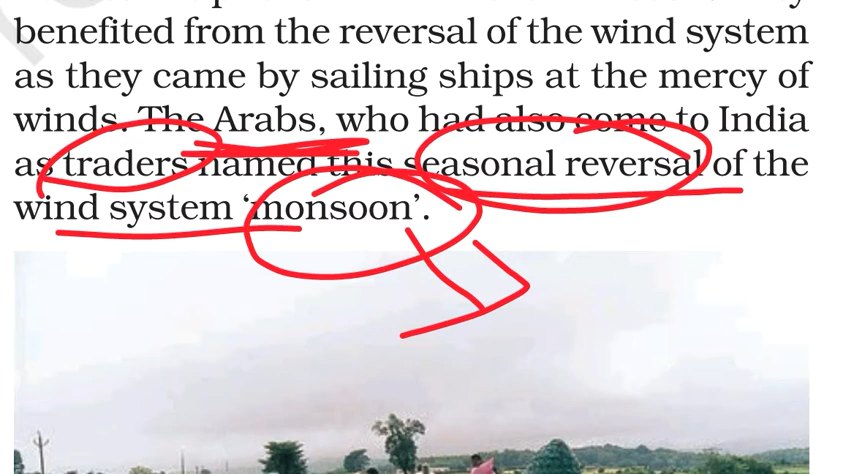 benefited from the reversal of the wind system
as they came by sailing ships at the mercy of
winds. The Arabs, who had also come to India
as traders named this seasonal reversal of the
wind system ‘monsoon’.